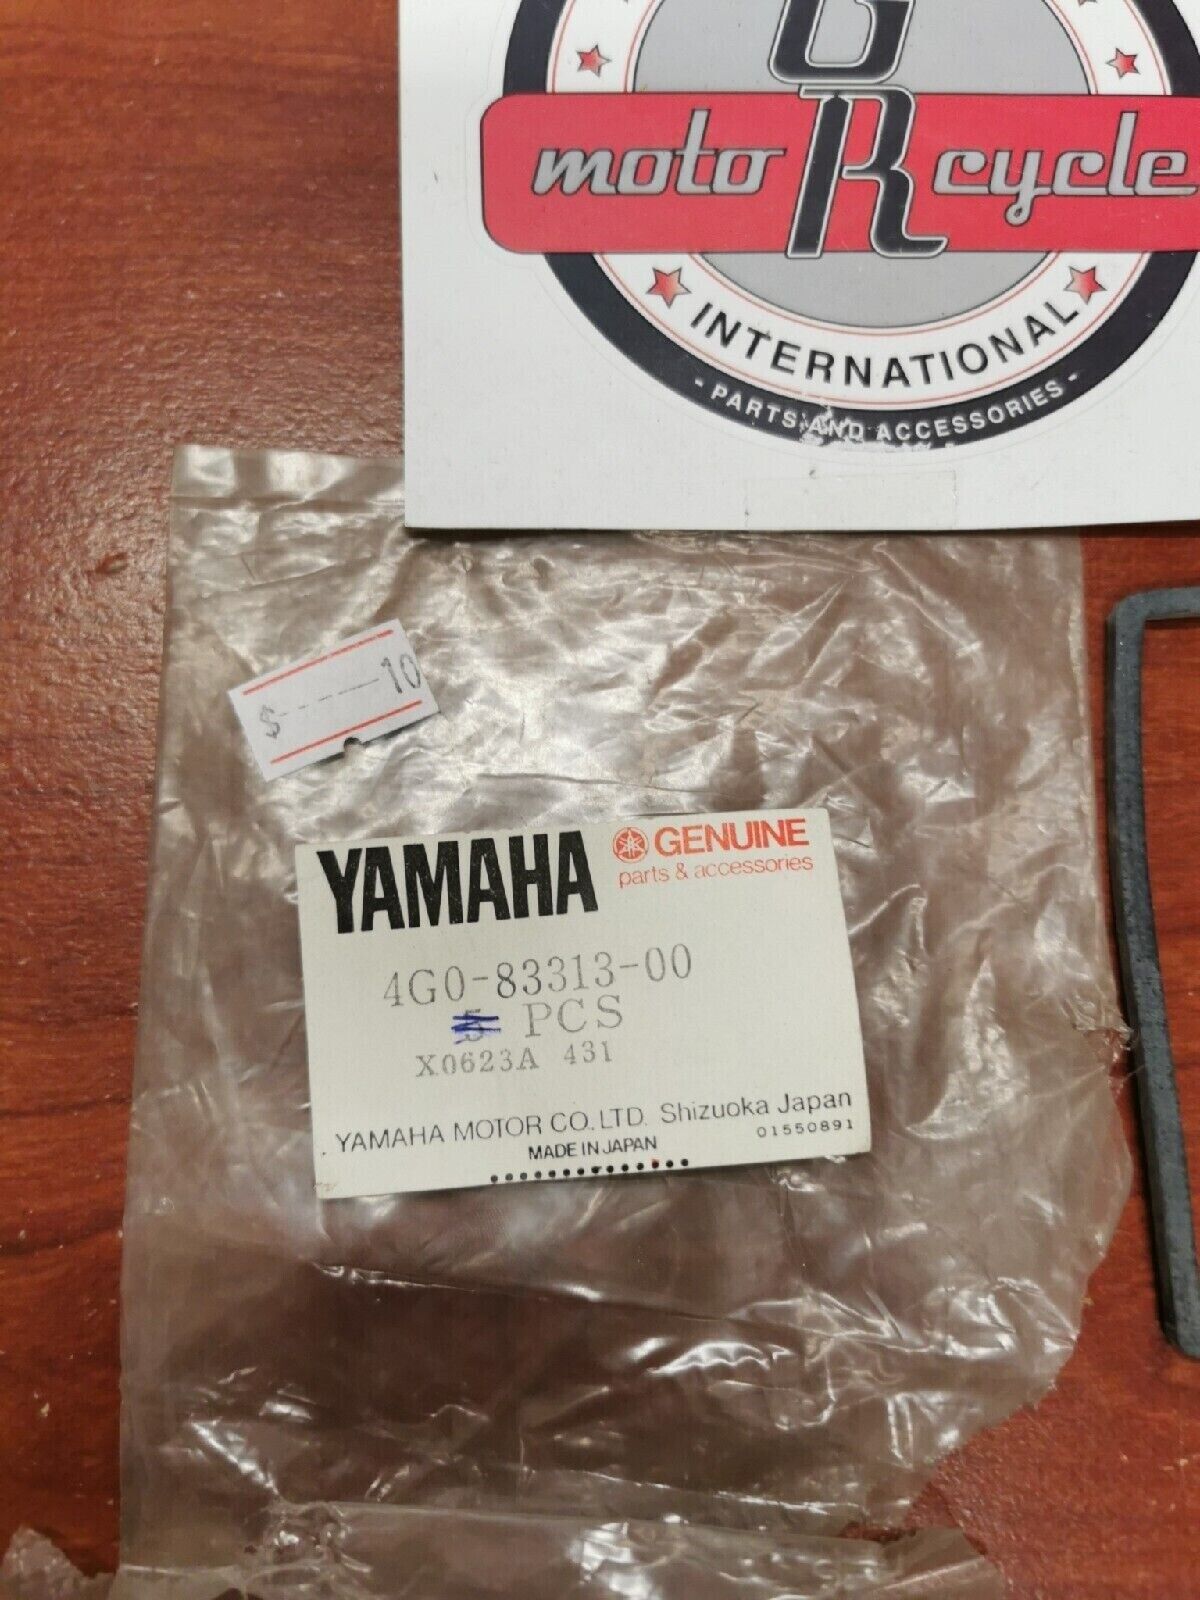 GR
moto cycle
INTERNATIONAL
- PARTS AND ACCESSORIES -
$-------10
YAMAHA
GENUINE
parts & accessories
4G0-83313-00
PCS
X0623A 431
YAMAHA MOTOR CO. LTD. Shizuoka Japan
01550891
MADE IN JAPAN